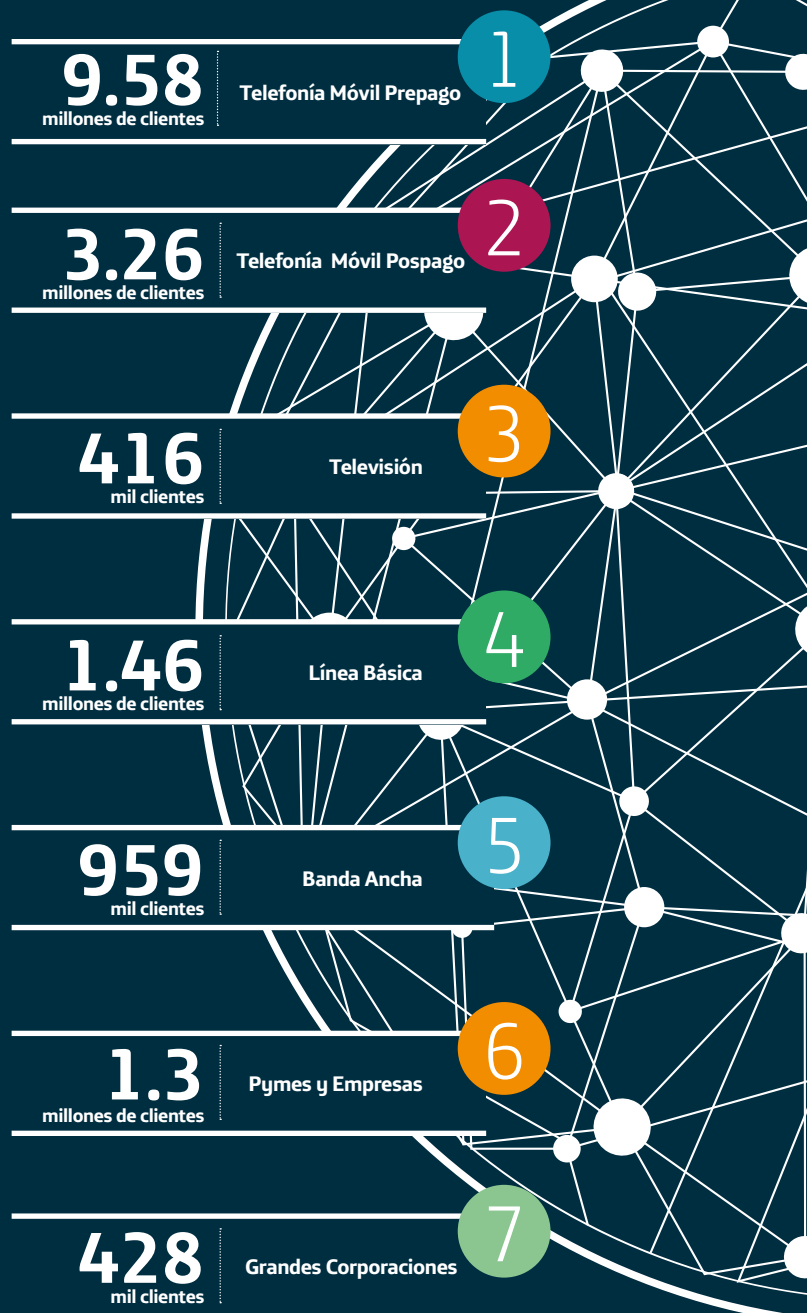 1
9.58
millones de clientes
Telefonía Móvil Prepago
2
3.26
millones de clientes
Telefonía Móvil Pospago
3
416
mil clientes
Televisión
4
1.46
millones de clientes
Línea Básica
5
959
mil clientes
Banda Ancha
6
1.3
millones de clientes
Pymes y Empresas
7
428
mil clientes
Grandes Corporaciones